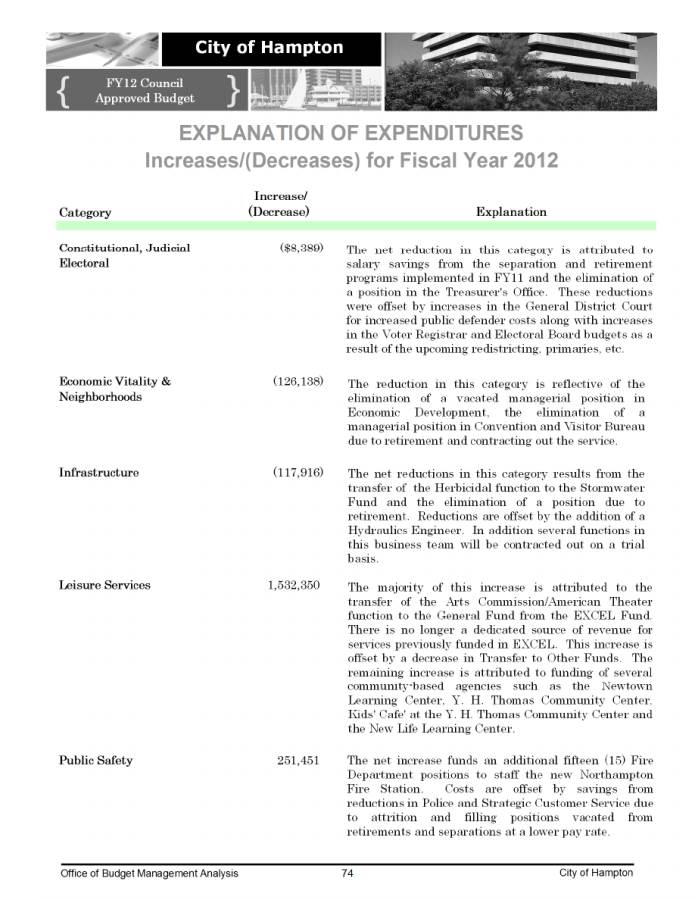 City of Hampton
{ FY12 Council }
Approved Budget
EXPLANATION OF EXPENDITURES
Increases/(Decreases) for Fiscal Year 2012
Increase/
Category (Decrease) Explanation
Constitutional, Judicial ($8,389) The net reduction in this category is attributed to
Electoral salary savings from the separation and retirement
programs implemented in FY11 and the elimination of
a position in the Treasurer's Office. These reductions
were offset by increases in the General District Court
for increased public defender costs along with increases
in the Voter Registrar and Electoral Board budgets as a
result of the upcoming redistricting, primaries, etc.
Economic Vitality & (126,138) The reduction in this category is reflective of the
Neighborhoods elimination of a vacated managerial position in
Economic Development, the elimination of a
managerial position in Convention and Visitor Bureau
due to retirement and contracting out the service.
Infrastructure (117,916) The net reductions in this category results from the
transfer of the Herbicidal function to the Stormwater
Fund and the elimination of a position due to
retirement. Reductions are offset by the addition of a
Hydraulics Engineer. In addition several functions in
this business team will be contracted out on a trial
basis.
Leisure Services 1,532,350 The majority of this increase is attributed to the
transfer of the Arts Commission/American Theater
function to the General Fund from the EXCEL Fund.
There is no longer a dedicated source of revenue for
services previously funded in EXCEL. This increase is
offset by a decrease in Transfer to Other Funds. The
remaining increase is attributed to funding of several
community-based agencies such as the Newtown
Learning Center, Y. H. Thomas Community Center,
Kids' Cafe' at the Y. H. Thomas Community Center and
the New Life Learning Center.
Public Safety 251,451 The net increase funds an additional fifteen (15) Fire
Department positions to staff the new Northampton
Fire Station. Costs are offset by savings from
reductions in Police and Strategic Customer Service due
to attrition and filling positions vacated from
retirements and separations at a lower pay rate.
Office of Budget Management Analysis 74 City of Hampton